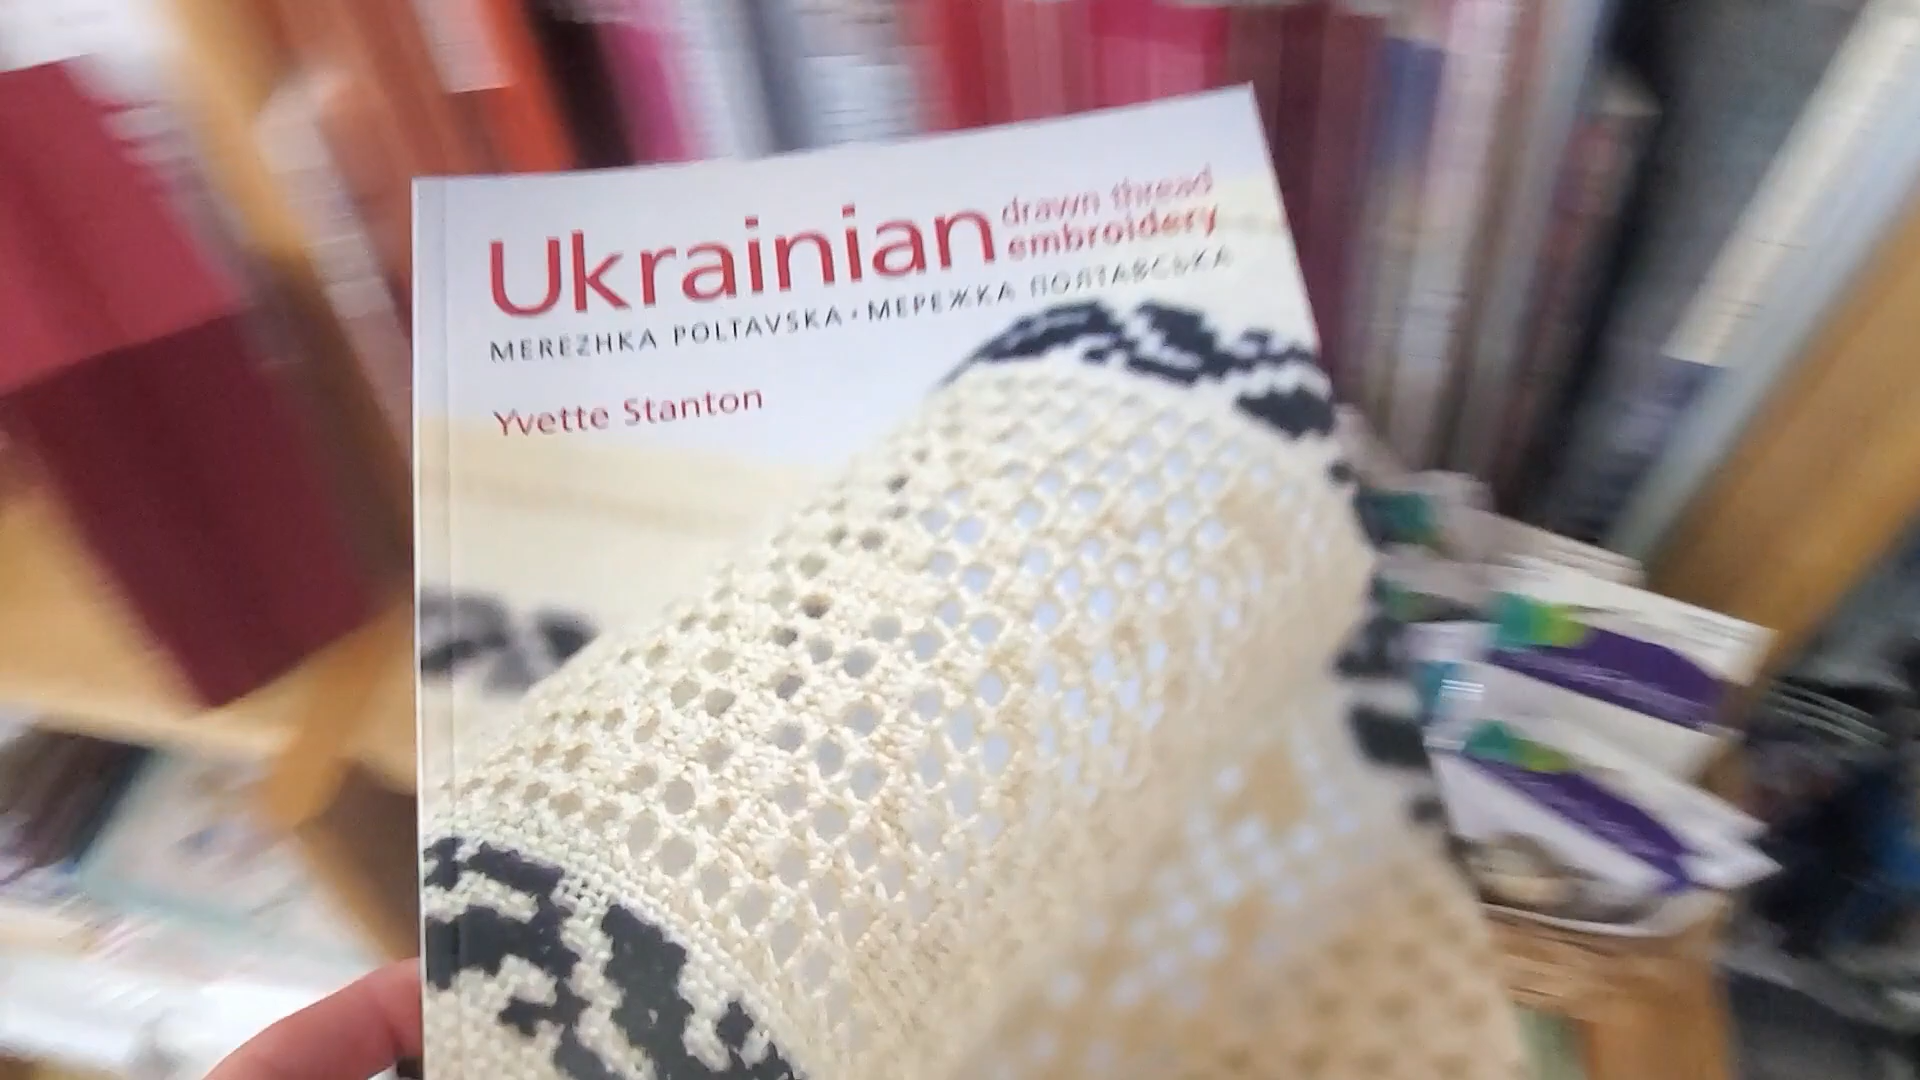 Ukrainian drawn thread
embroidery
MEREZHKA POLTAVSKA • МЕРЕЖКА ПОЛТАВСЬКА
Yvette Stanton